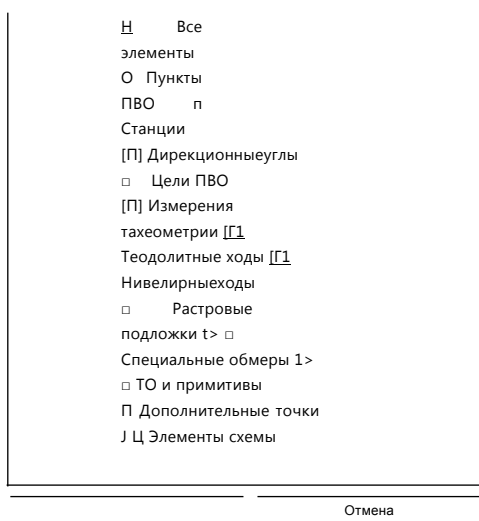 Н Все
элементы
О Пункты
ПВО п
Станции
[П] Дирекционныеуглы
□ Цели ПВО
[П] Измерения
тахеометрии [Г1
Теодолитные ходы [Г1
Нивелирныеходы
□ Растровые
подложки t> □
Специальные обмеры 1>
□ ТО и примитивы
П Дополнительные точки
J Ц Элементы схемы
Отмена